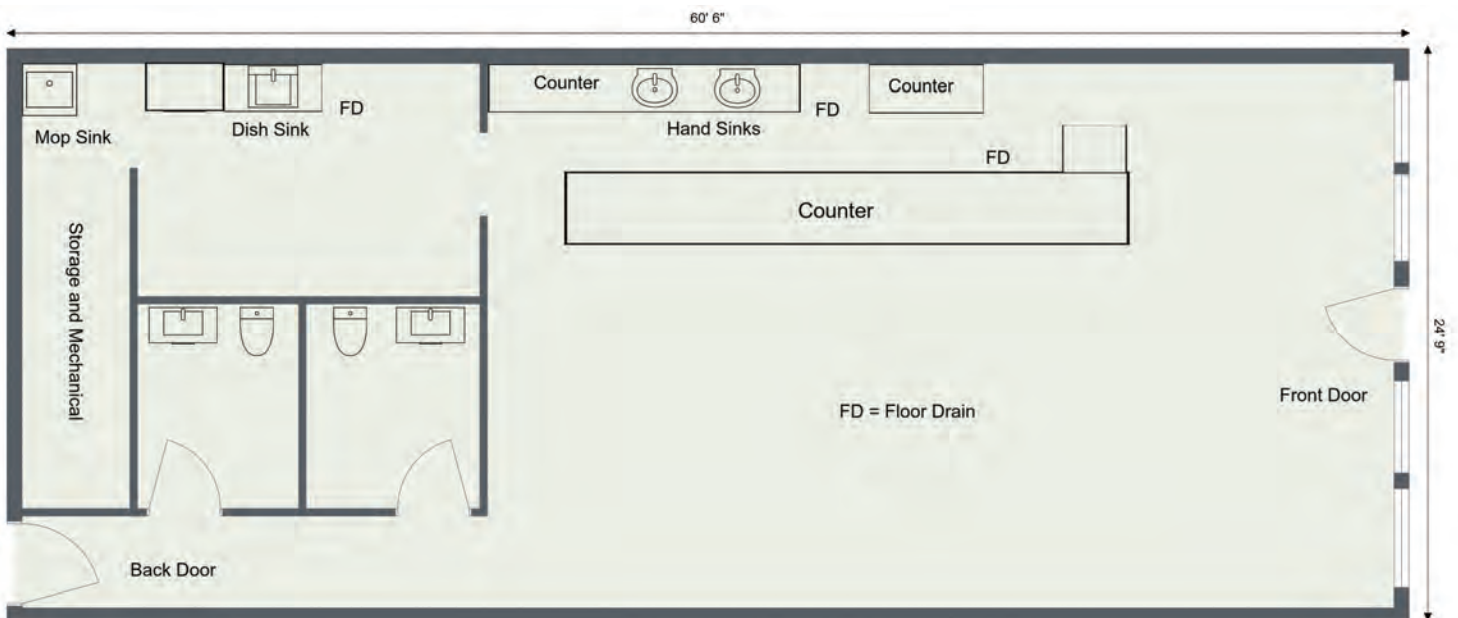 60' 6"
Counter
Counter
FD
FD
Mop Sink
Dish Sink
Hand Sinks
FD
Counter
Storage and Mechanical
24' 9"
Front Door
FD = Floor Drain
Back Door